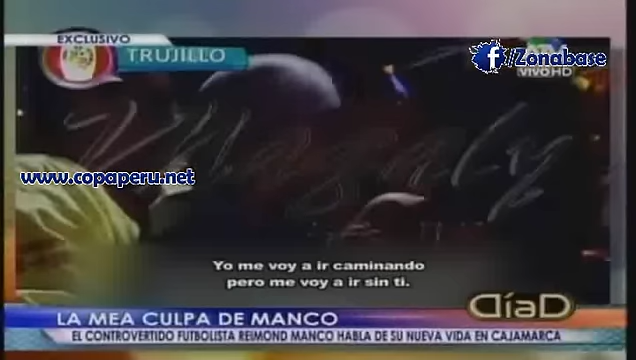 EXCLUSIVO
TRUJILLO
f/Zonabase
VIVO HD
Magaly
www.copaperu.net
Yo me voy a ir caminando
pero me voy a ir sin ti.
DíaD
LA MEA CULPA DE MANCO
EL CONTROVERTIDO FUTBOLISTA REIMOND MANCO HABLA DE SU NUEVA VIDA EN CAJAMARCA